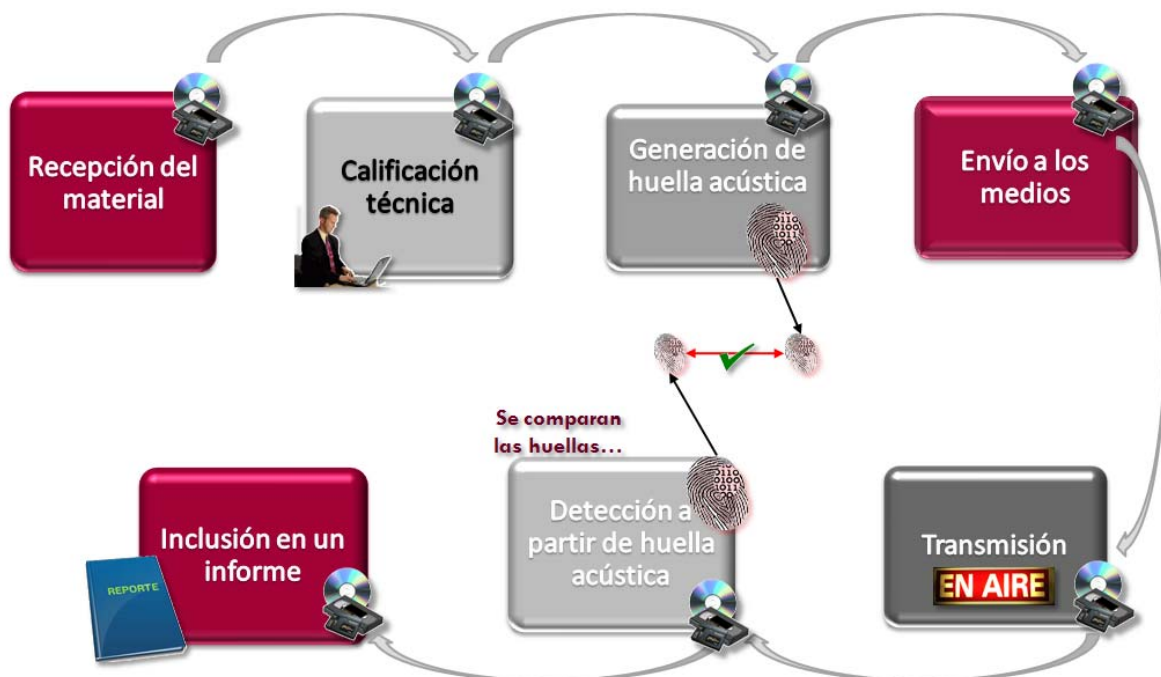 Recepción del
material
Calificación
técnica
Generación de
huella acústica
Envío a los
medios
Se comparan
las huellas...
Inclusión en un
informe
REPORTE
Detección a
partir de huella
acústica
Transmisión
EN AIRE